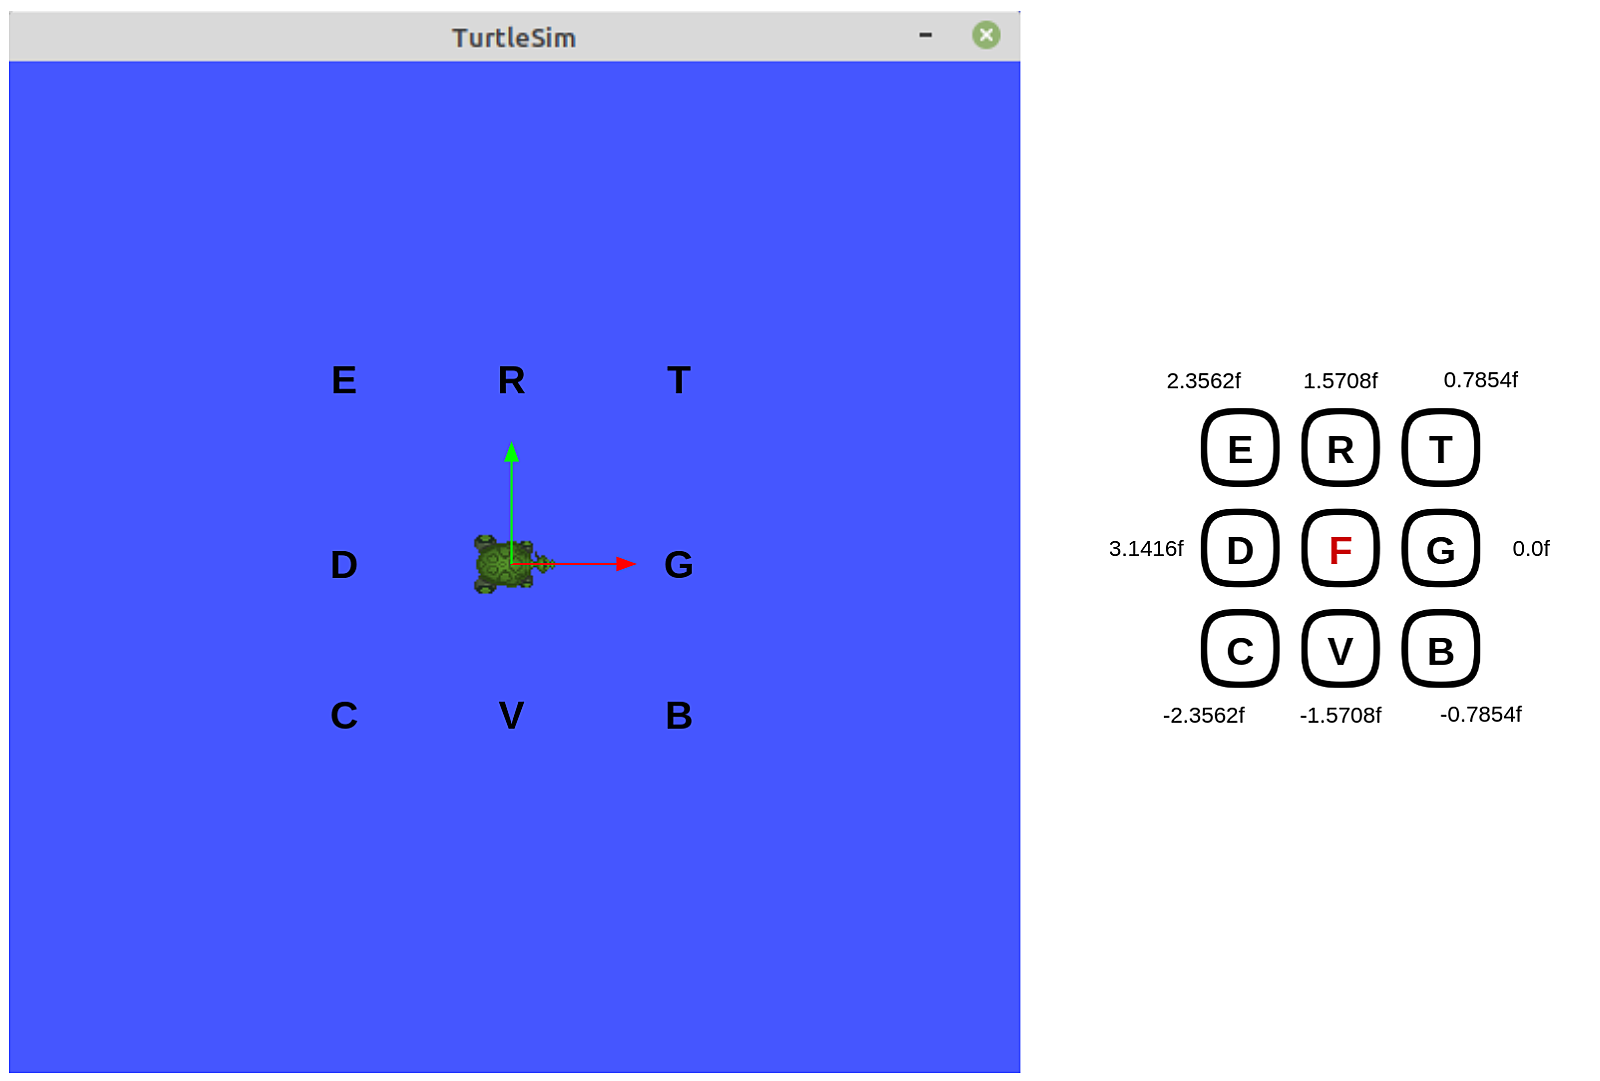 TurtleSim
E R T
D G
C V B
2.3562f 1.5708f 0.7854f
E R T
3.1416f D F G 0.0f
C V B
-2.3562f -1.5708f -0.7854f